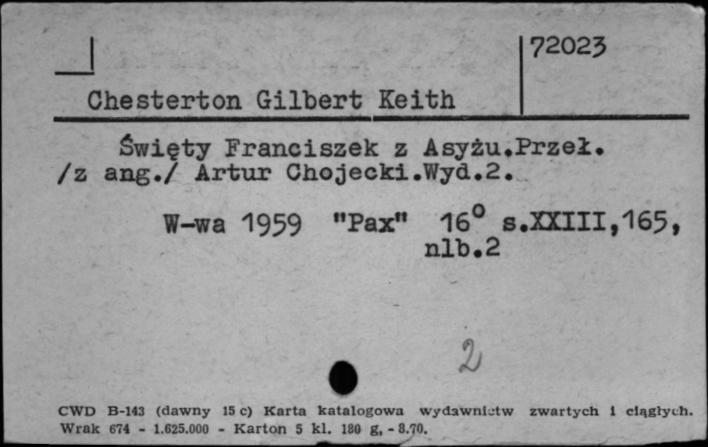 72023
Chesterton Gilbert Keith
Święty Franciszek z Asyżu.Przeł.
/z ang./ Artur Chojecki.Wyd.2.
W-wa 1959 "Pax" 16° s.XXIII,165,
nlb.2
2
CWD B-143 (dawny 15 c) Karta katalogowa wydawnictw zwartych i ciągłych.
Wrak 674 - 1.625.000 - Karton 5 kl. 180 g, - 8.70.